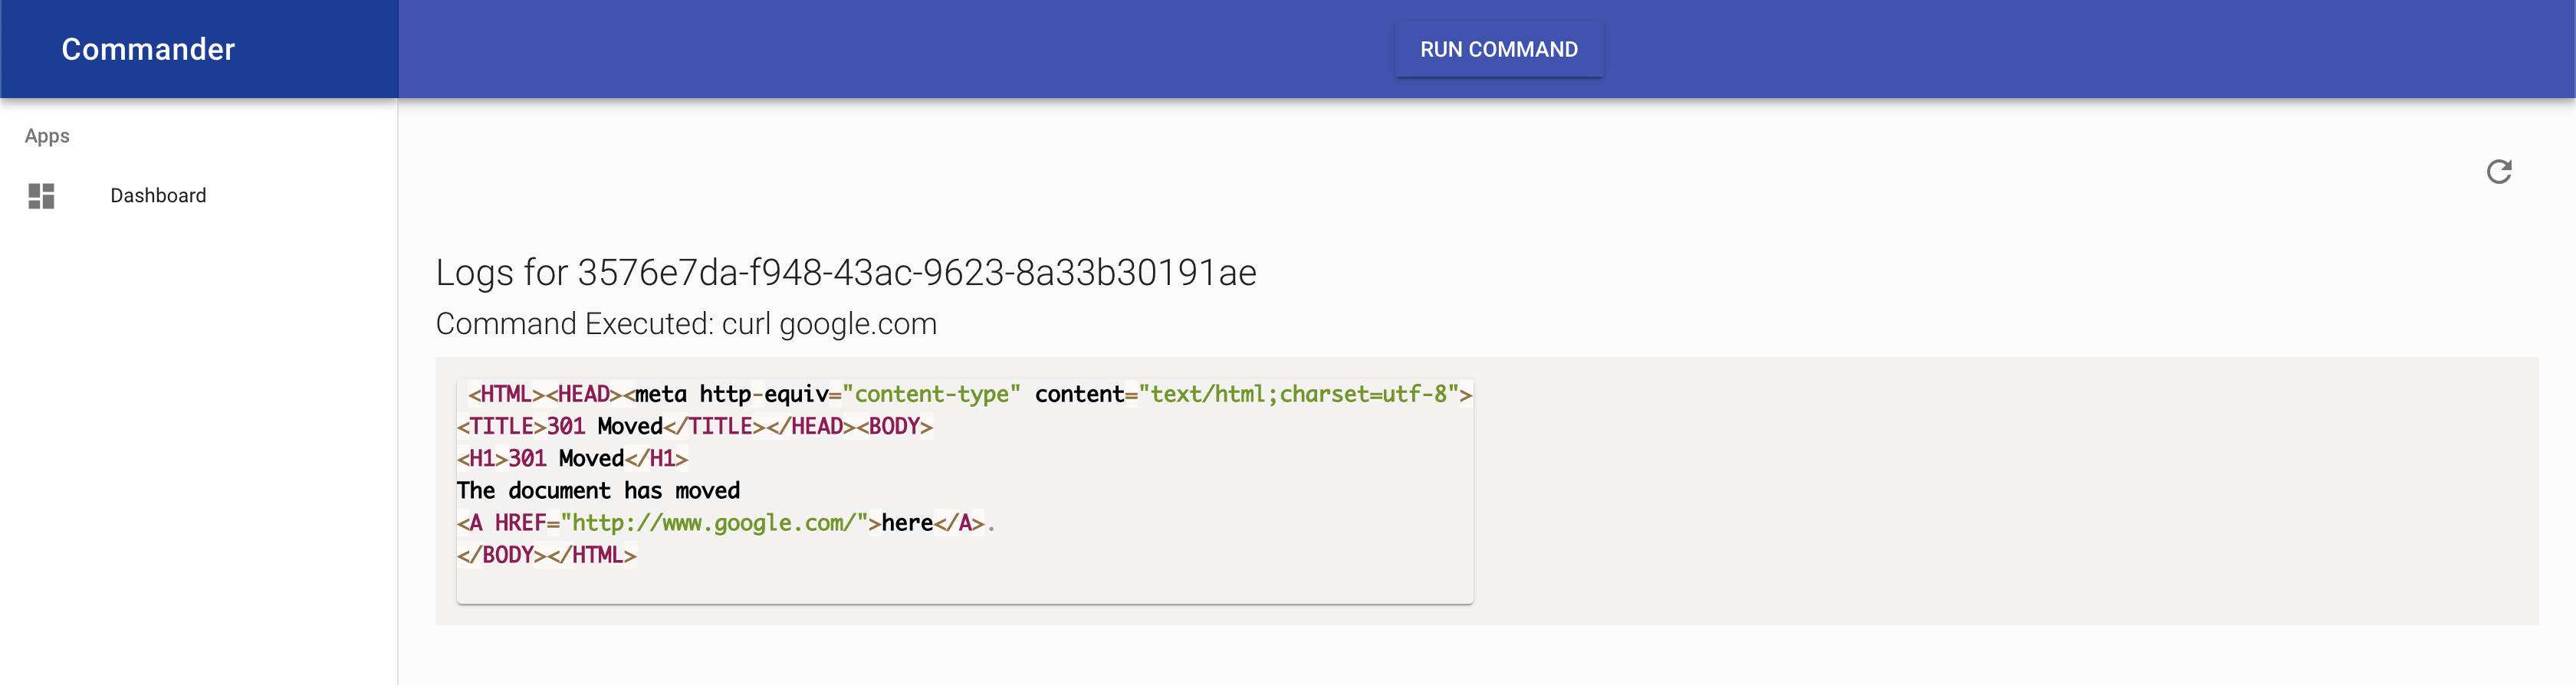 Commander
RUN COMMAND
Apps
Dashboard
Logs for 3576e7da-f948-43ac-9623-8a33b30191ae
Command Executed: curl google.com
<HTML><HEAD><meta http-equiv="content-type" content="text/html;charset=utf-8">
<TITLE>301 Moved</TITLE></HEAD><BODY>
<H1>301 Moved</H1>
The document has moved
<A HREF="http://www.google.com/">here</A>.
</BODY></HTML>